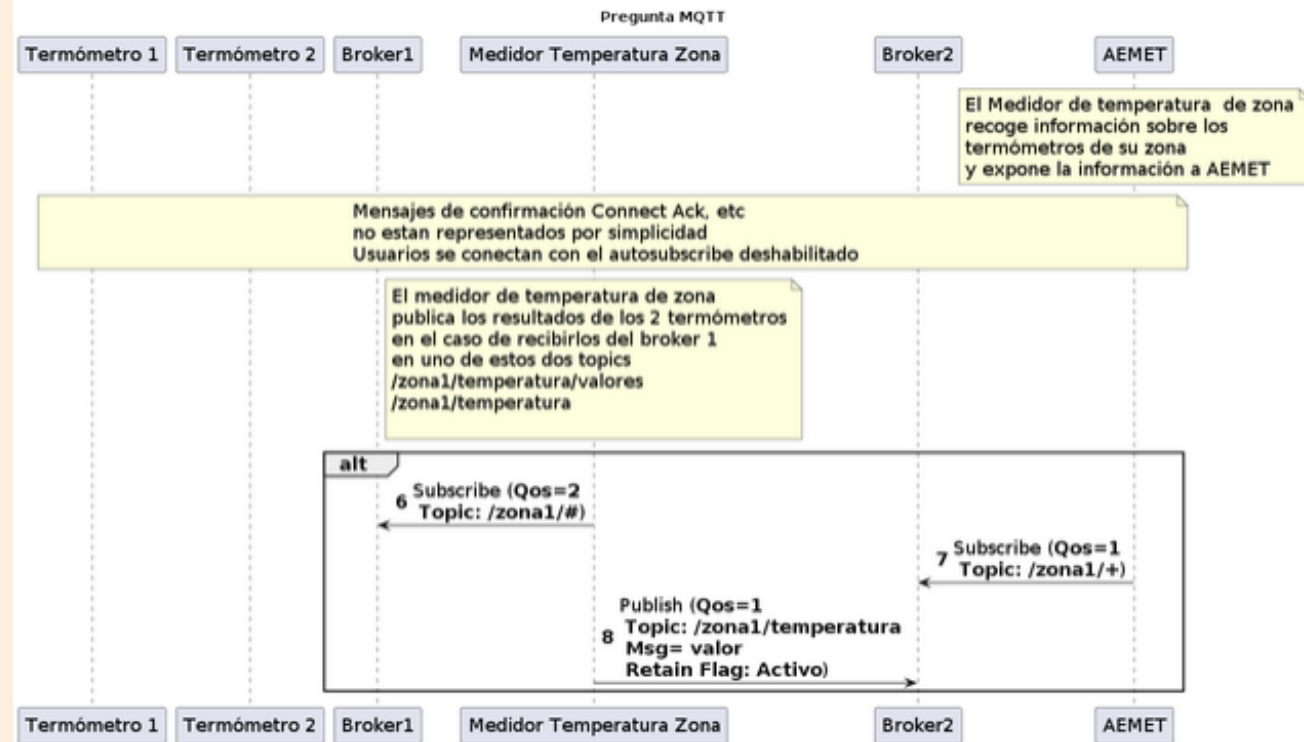 Pregunta MQTT
Termómetro 1 Termómetro 2 Broker1 Medidor Temperatura Zona Broker2 AEMET
El Medidor de temperatura de zona
recoge información sobre los
termómetros de su zona
y expone la información a AEMET
Mensajes de confirmación Connect Ack, etc
no estan representados por simplicidad
Usuarios se conectan con el autosubscribe deshabilitado
El medidor de temperatura de zona
publica los resultados de los 2 termómetros
en el caso de recibirlos del broker 1
en uno de estos dos topics
/zona1/temperatura/valores
/zona1/temperatura
alt
6 Subscribe (Qos=2
Topic: /zona1/#)
7 Subscribe (Qos=1
Topic: /zona1/+)
Publish (Qos=1
Topic: /zona1/temperatura
8 Msg= valor
Retain Flag: Activo)
Termómetro 1 Termómetro 2 Broker1 Medidor Temperatura Zona Broker2 AEMET